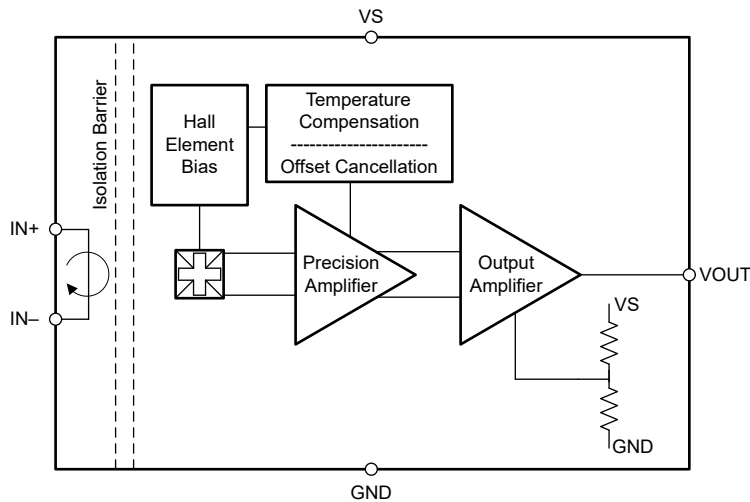 VS
Isolation Barrier
Hall
Element
Bias
Temperature
Compensation
Offset Cancellation
IN+
IN–
Precision
Amplifier
Output
Amplifier
VOUT
VS
GND
GND